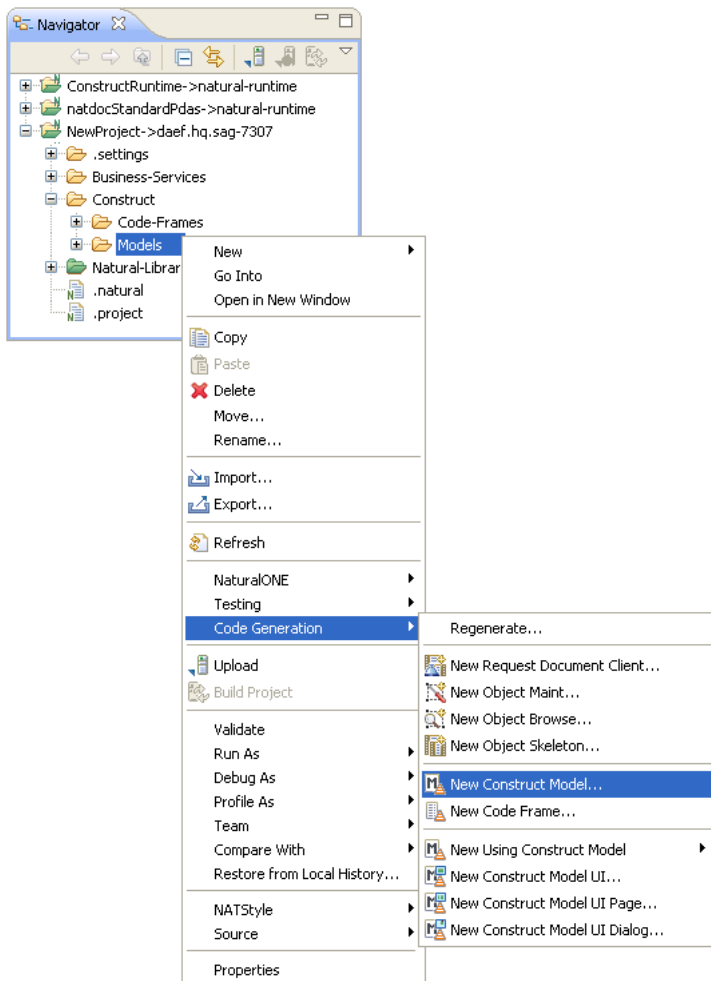 Navigator
ConstructRuntime->natural-runtime
natdocStandardPdas->natural-runtime
NewProject->daef.hq.sag-7307
.settings
Business-Services
Construct
Code-Frames
Models
Natural-Librar
.natural
.project
New
Go Into
Open in New Window
Copy
Paste
Delete
Move...
Rename...
Import...
Export...
Refresh
NaturalONE
Testing
Code Generation
Upload
Build Project
Validate
Run As
Debug As
Profile As
Team
Compare With
Restore from Local History...
NATStyle
Source
Properties
Regenerate...
New Request Document Client...
New Object Maint...
New Object Browse...
New Object Skeleton...
New Construct Model...
New Code Frame...
New Using Construct Model
New Construct Model UI...
New Construct Model UI Page...
New Construct Model UI Dialog...